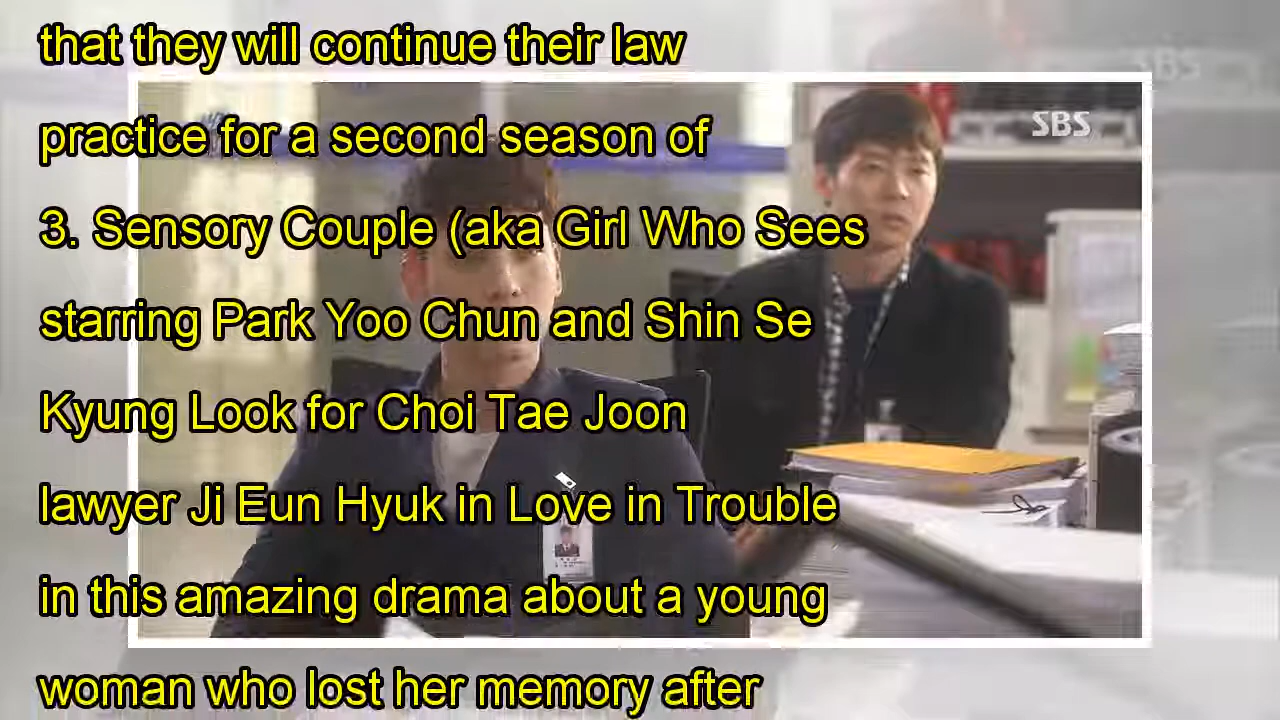 that they will continue their law
SBS
practice for a second season of
SBS
3. Sensory Couple (aka Girl Who Sees
starring Park Yoo Chun and Shin Se
Kyung Look for Choi Tae Joon
lawyer Ji Eun Hyuk in Love in Trouble
in this amazing drama about a young
woman who lost her memory after